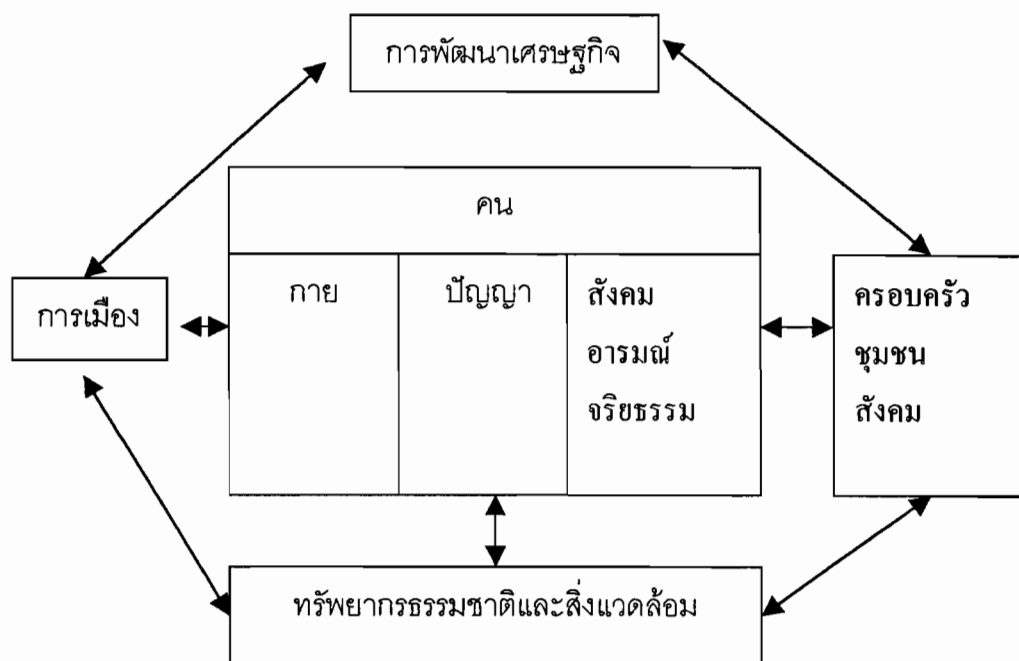 การพัฒนาเศรษฐกิจ
คน
การเมือง
กาย
ปัญญา
สังคม
อารมณ์
จริยธรรม
ครอบครัว
ชุมชน
สังคม
ทรัพยากรธรรมชาติและสิ่งแวดล้อม